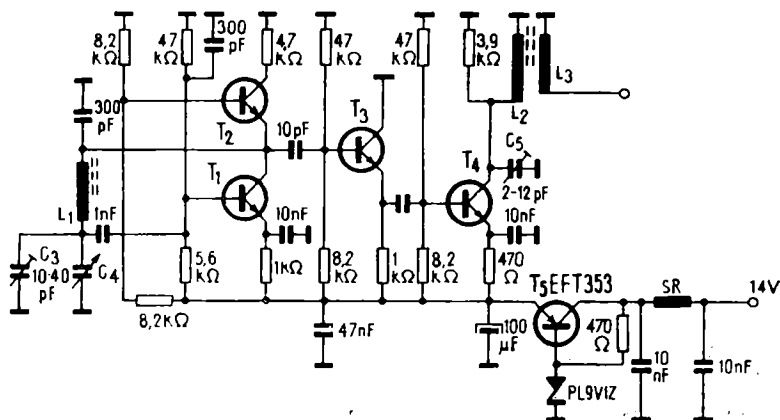 8,2
kΩ
47
kΩ
300
pF
4,7
kΩ
47
kΩ
47
kΩ
3,9
kΩ
L3
L2
300
pF
T2
10pF
T3
T1
10nF
T4
C5
2-12 pF
10nF
L1
1nF
C3
10-40
pF
C4
5,6
kΩ
1kΩ
8,2
kΩ
1
kΩ
8,2
kΩ
470
Ω
8,2kΩ
T5EFT353
SR
14V
47nF
100
µF
470
Ω
10
nF
10nF
PL9V1Z